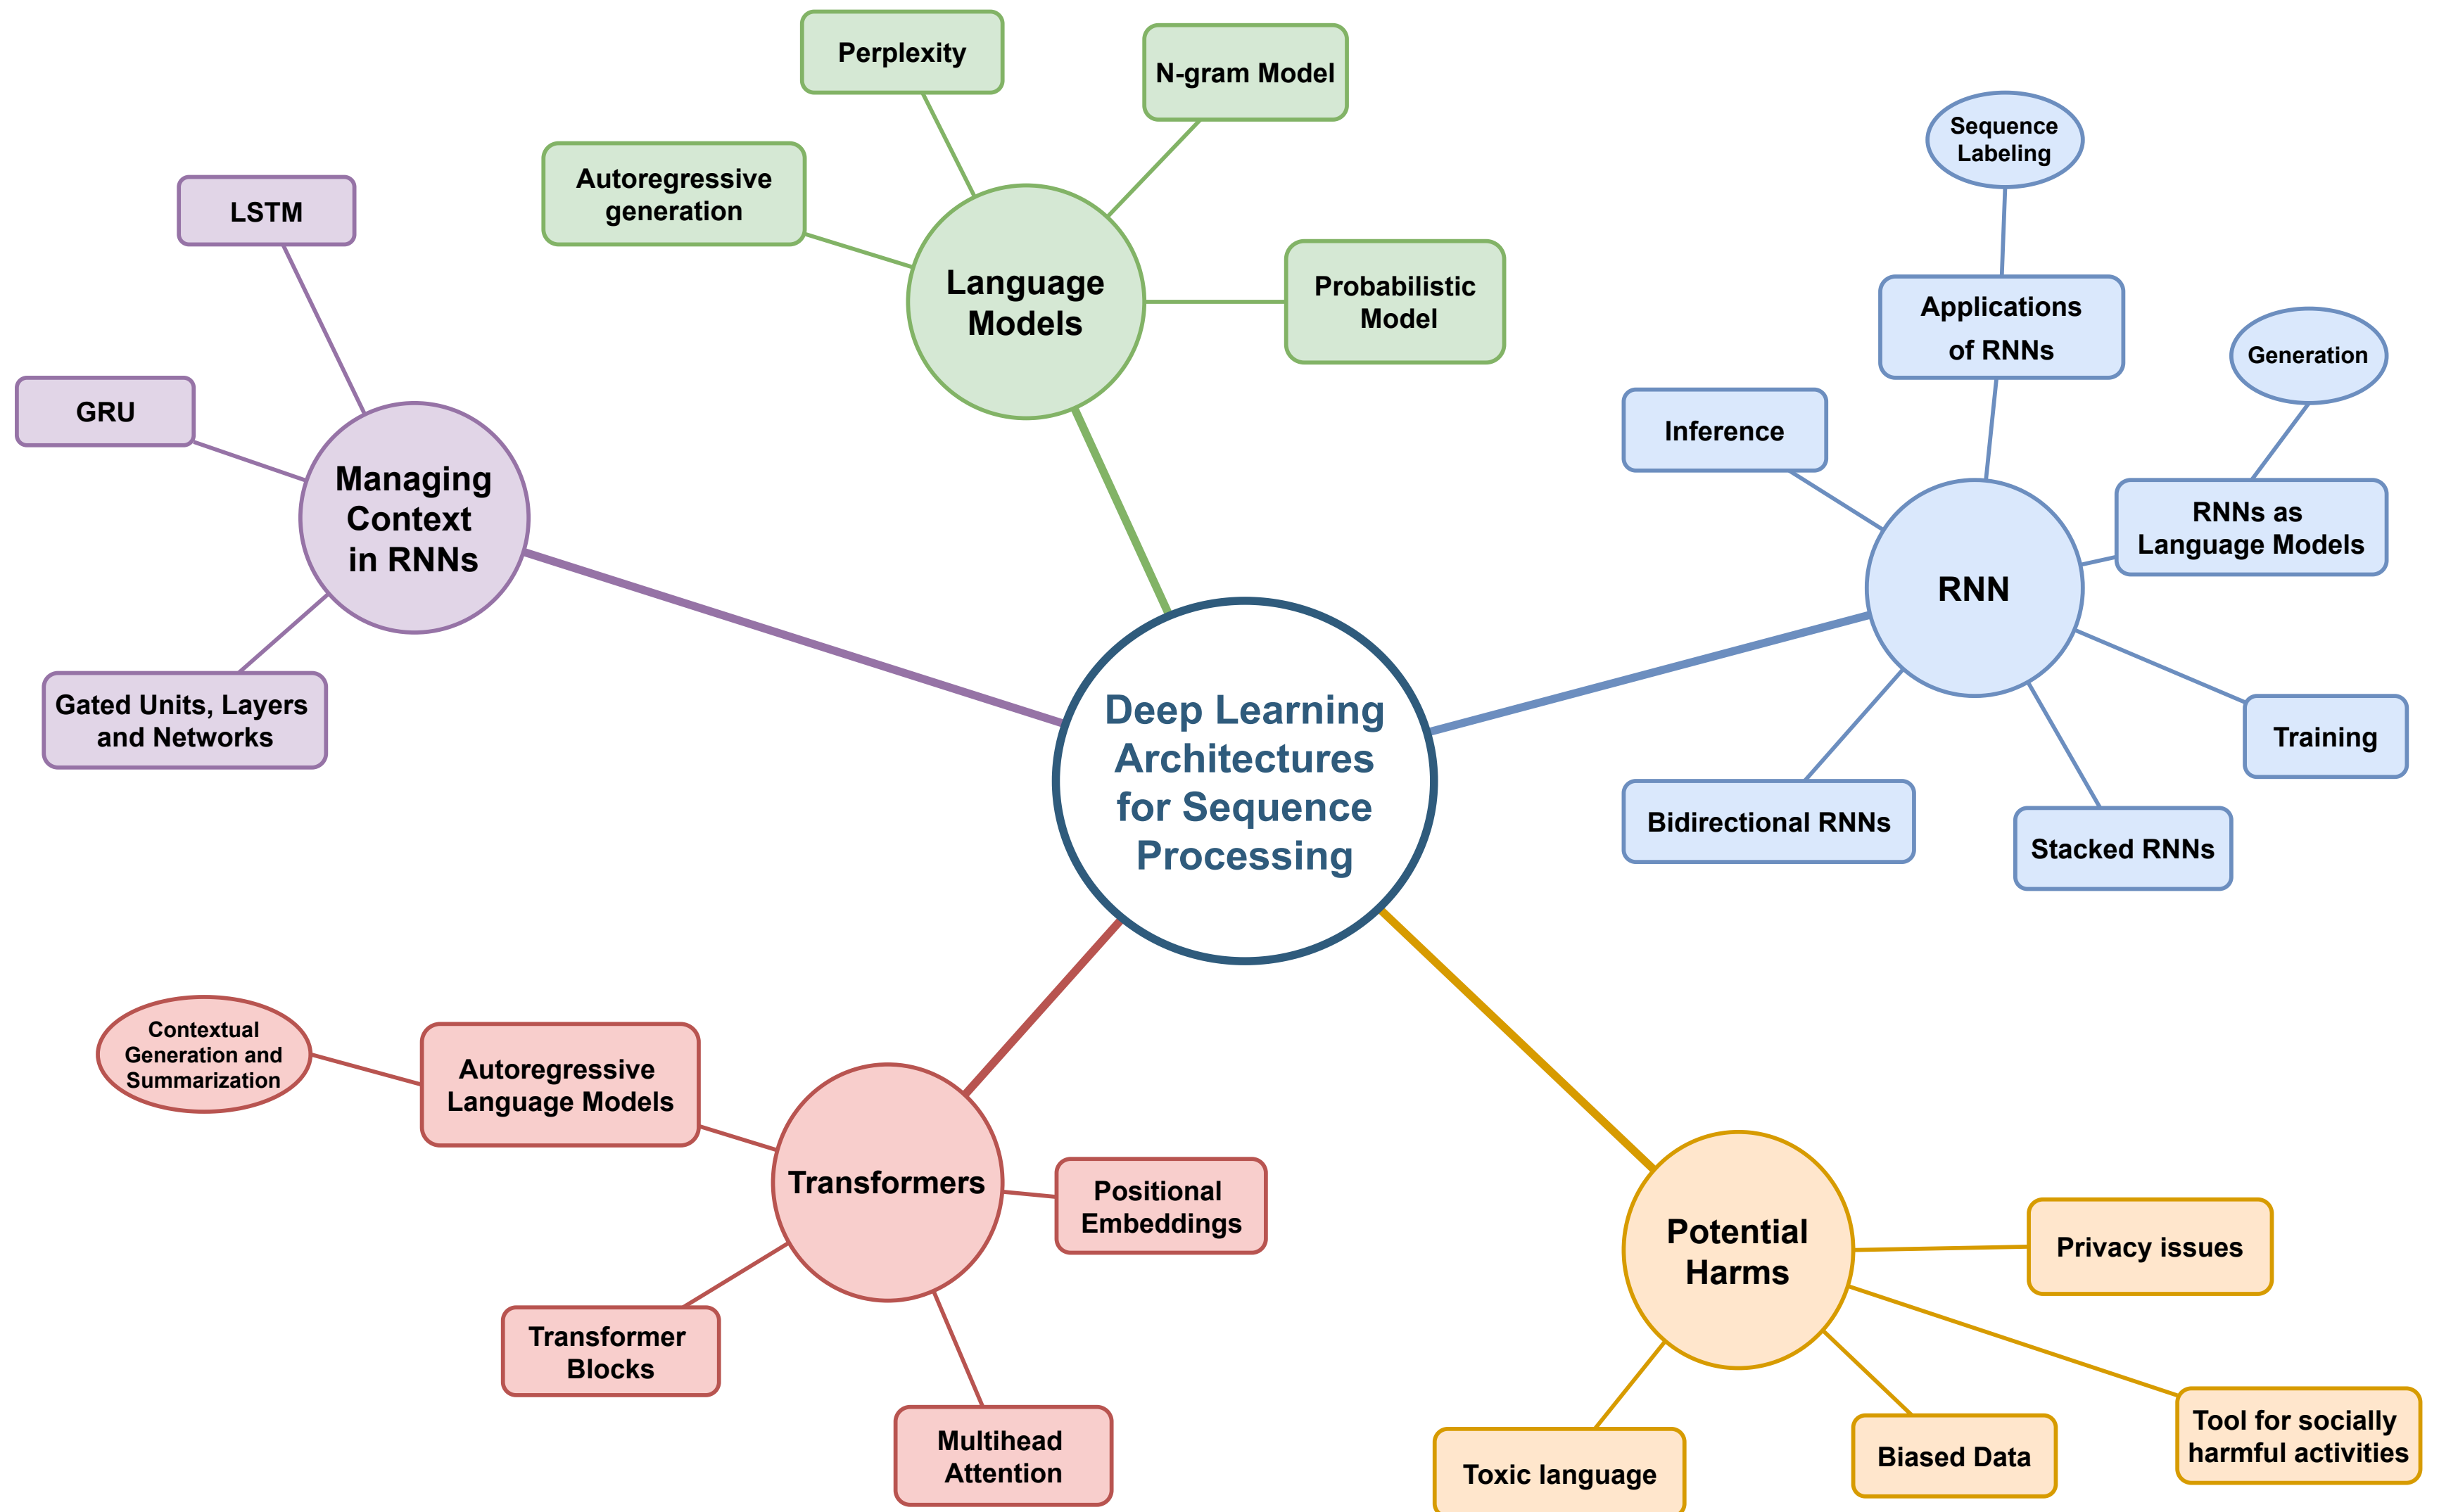 Perplexity
N-gram Model
Autoregressive
generation
Language
Models
Probabilistic
Model
LSTM
GRU
Managing
Context
in RNNs
Gated Units, Layers
and Networks
Sequence
Labeling
Applications
of RNNs
Generation
Inference
RNNs as
Language Models
RNN
Training
Bidirectional RNNs
Stacked RNNs
Deep Learning
Architectures
for Sequence
Processing
Contextual
Generation and
Summarization
Autoregressive
Language Models
Transformers
Positional
Embeddings
Transformer
Blocks
Multihead
Attention
Potential
Harms
Privacy issues
Tool for socially
harmful activities
Biased Data
Toxic language